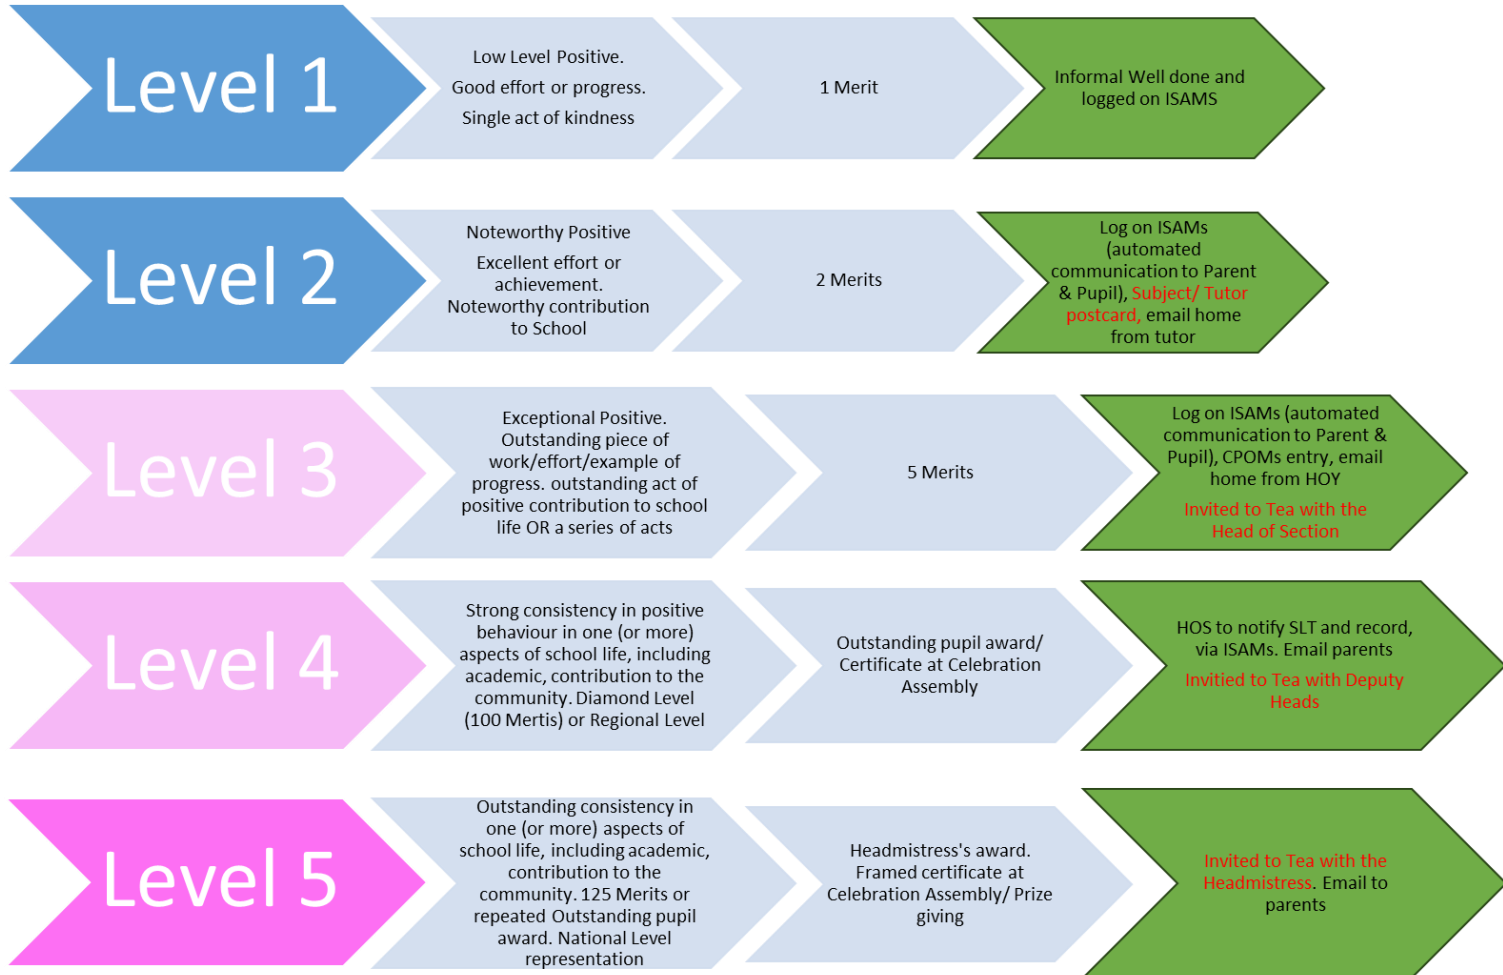 Level 1
Low Level Positive.
Good effort or progress.
Single act of kindness
1 Merit
Informal Well done and
logged on ISAMS
Level 2
Noteworthy Positive
Excellent effort or
achievement.
Noteworthy contribution
to School
2 Merits
Log on ISAMs
(automated
communication to Parent
& Pupil), Subject/ Tutor
postcard, email home
from tutor
Level 3
Exceptional Positive.
Outstanding piece of
work/effort/example of
progress. outstanding act of
positive contribution to school
life OR a series of acts
5 Merits
Log on ISAMs (automated
communication to Parent &
Pupil), CPOMs entry, email
home from HOY
Invited to Tea with the
Head of Section
Level 4
Strong consistency in positive
behaviour in one (or more)
aspects of school life, including
academic, contribution to the
community. Diamond Level
(100 Mertis) or Regional Level
Outstanding pupil award/
Certificate at Celebration
Assembly
HOS to notify SLT and record,
via ISAMs. Email parents
Invitied to Tea with Deputy
Heads
Level 5
Outstanding consistency in
one (or more) aspects of
school life, including academic,
contribution to the
community. 125 Merits or
repeated Outstanding pupil
award. National Level
representation
Headmistress's award.
Framed certificate at
Celebration Assembly/ Prize
giving
Invited to Tea with the
Headmistress. Email to
parents